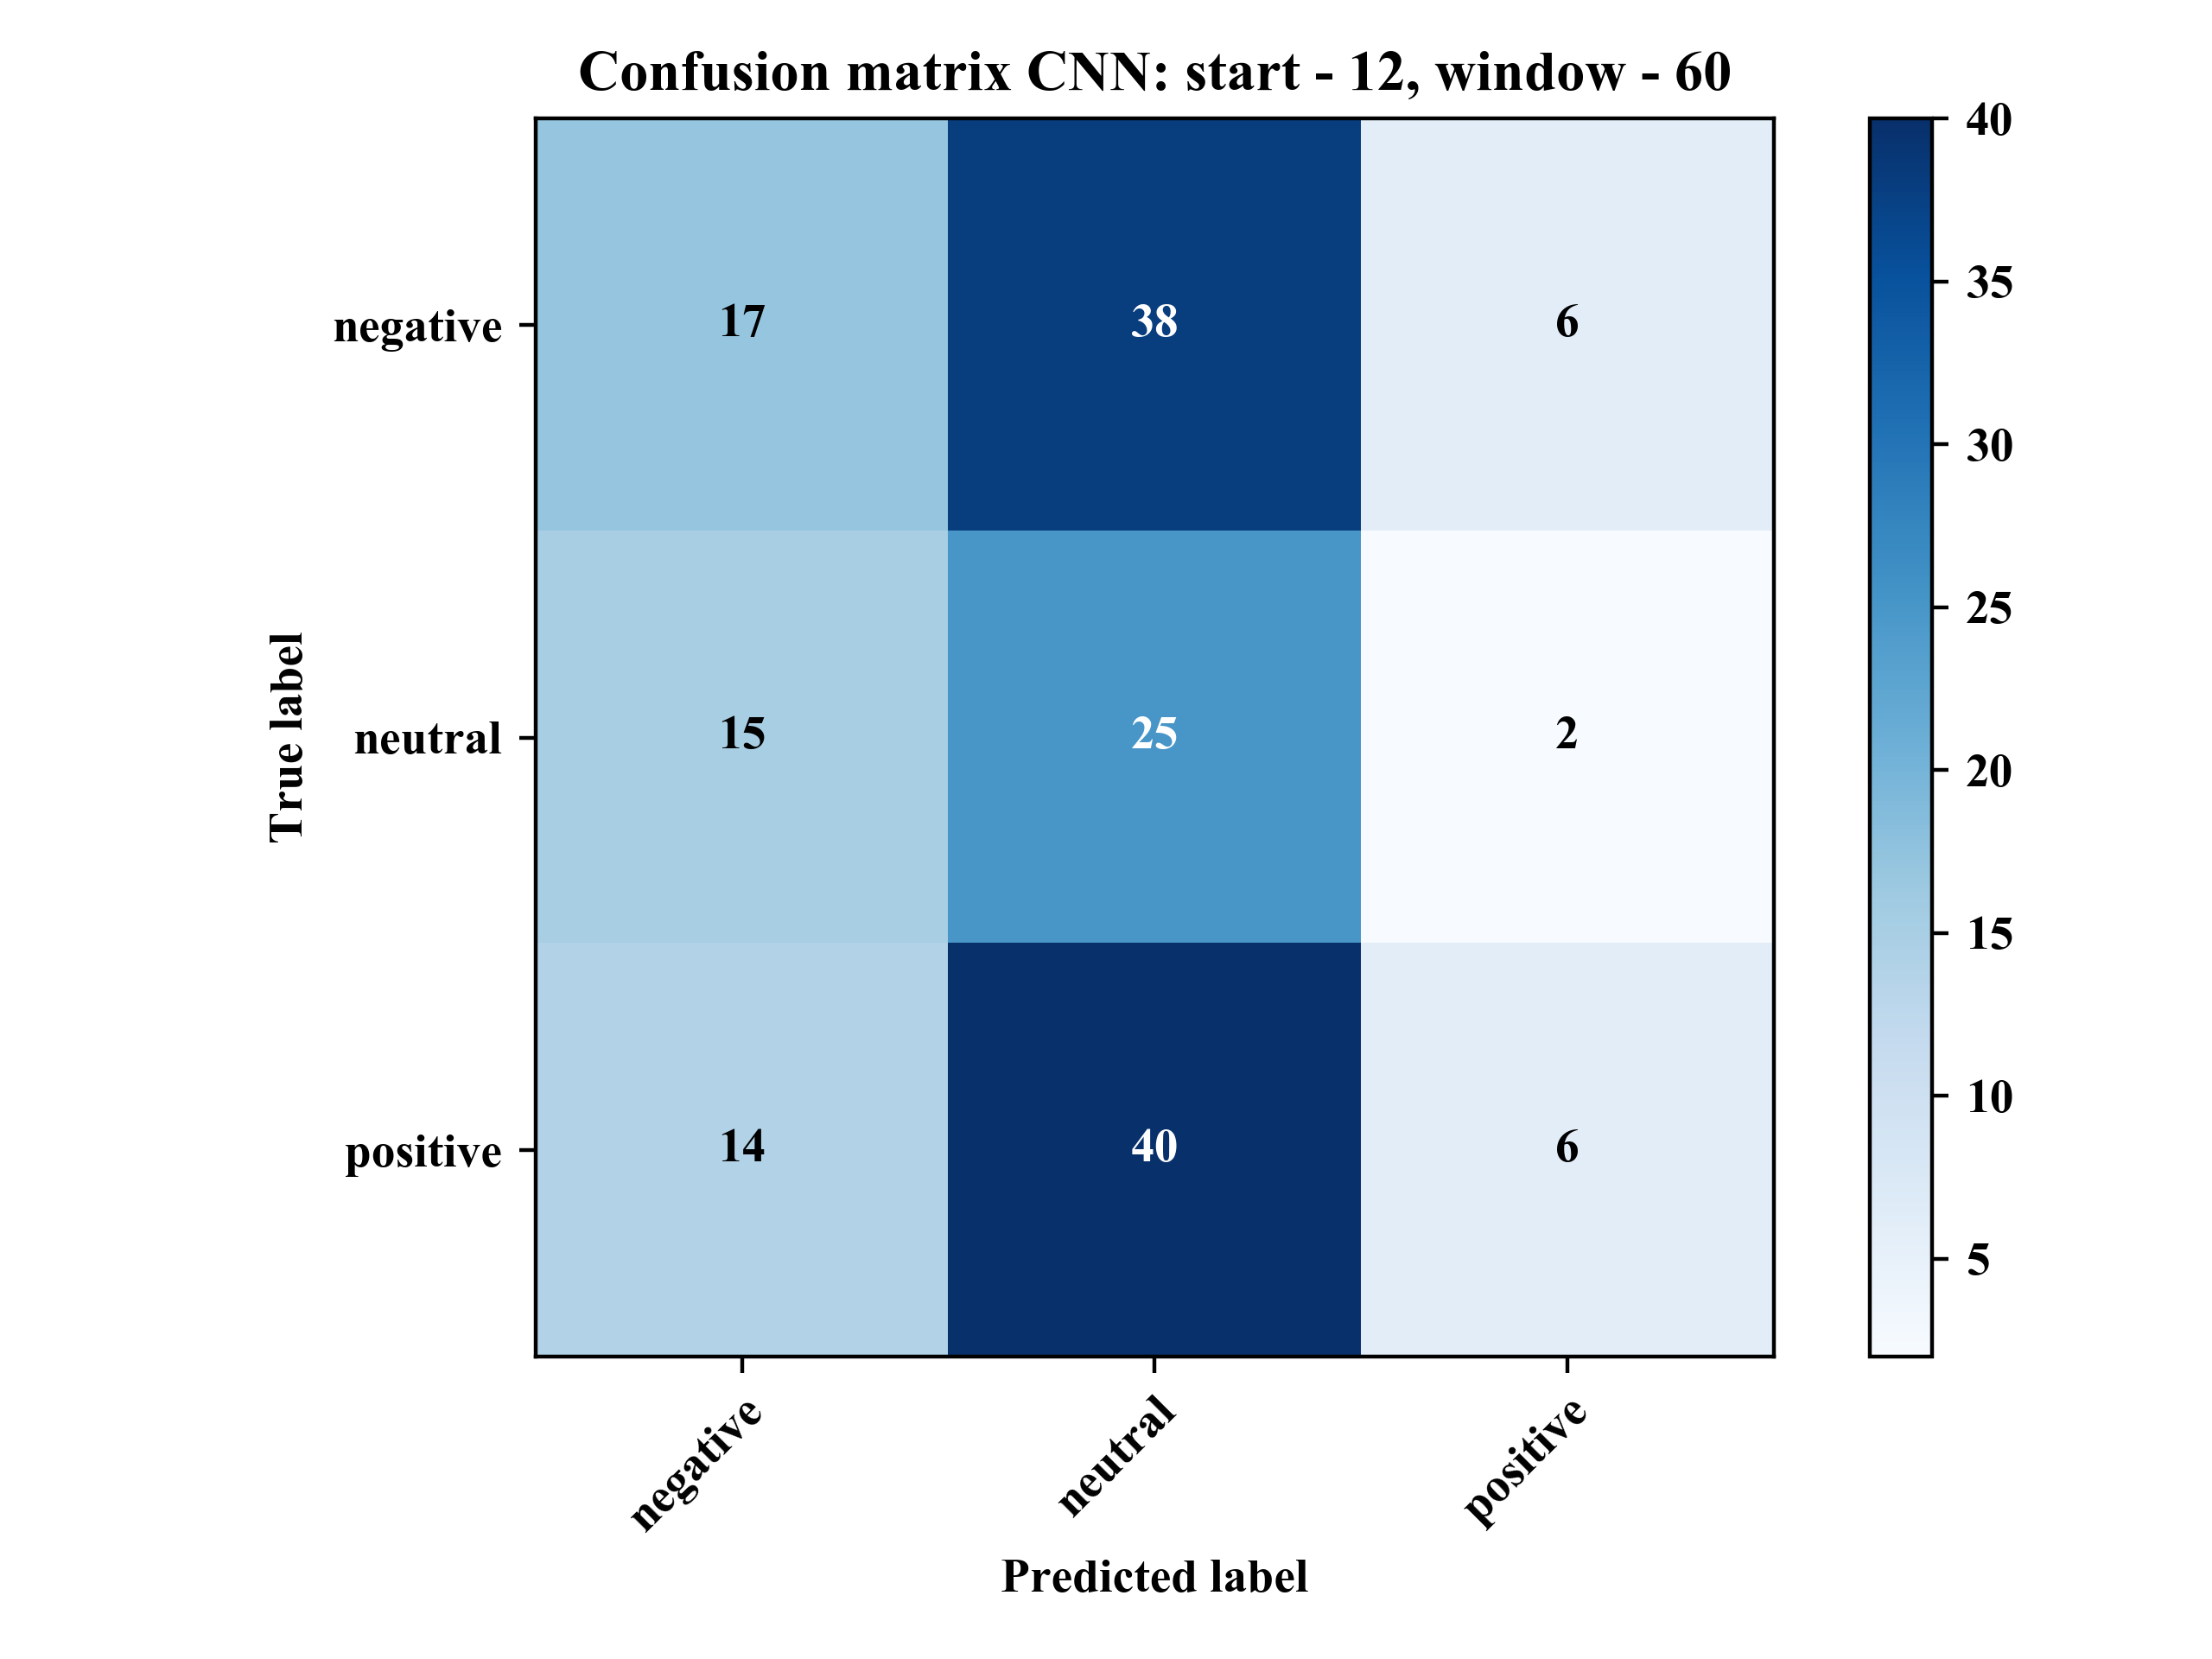 Confusion matrix CNN: start - 12, window - 60
True label
negative
17
38
6
neutral
15
25
2
positive
14
40
6
negative
neutral
positive
Predicted label
40
35
30
25
20
15
10
5